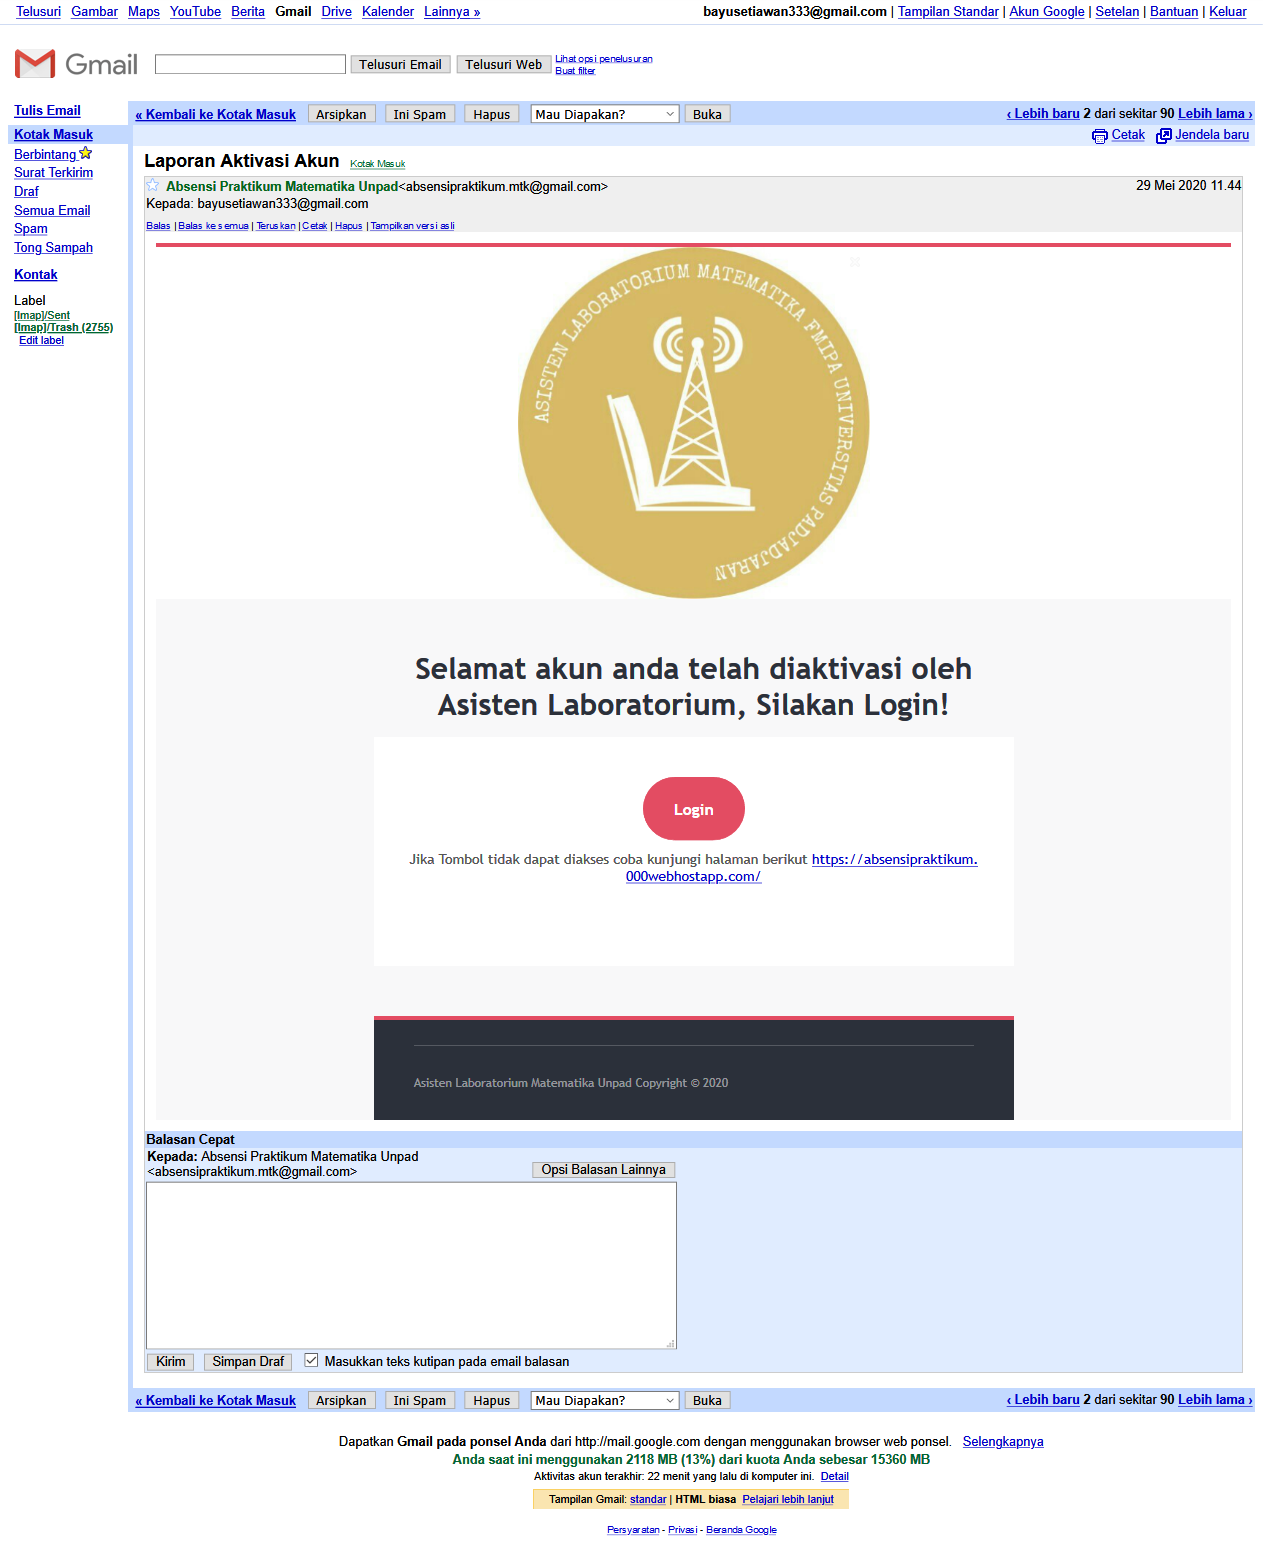 Telusuri Gambar Maps YouTube Berita Gmail Drive Kalender Lainnya »
bayusetiawan333@gmail.com | Tampilan Standar | Akun Google | Setelan | Bantuan | Keluar
Gmail
Telusuri Email Telusuri Web
Lihat opsi penelusuran
Buat filter
Tulis Email
Kotak Masuk
Berbintang
Surat Terkirim
Draf
Semua Email
Spam
Tong Sampah
Kontak
Label
[Imap]/Sent
[Imap]/Trash (2755)
Edit label
« Kembali ke Kotak Masuk Arsipkan Ini Spam Hapus Mau Diapakan? Buka
‹ Lebih baru 2 dari sekitar 90 Lebih lama ›
Cetak Jendela baru
Laporan Aktivasi Akun Kotak Masuk
Absensi Praktikum Matematika Unpad<absensipraktikum.mtk@gmail.com>
29 Mei 2020 11.44
Kepada: bayusetiawan333@gmail.com
Balas | Balas ke semua | Teruskan | Cetak | Hapus | Tampilkan versi asli
ASISTEN LABORATORIUM MATEMATIKA FMIPA UNIVERSITAS PADJADJARAN
Selamat akun anda telah diaktivasi oleh
Asisten Laboratorium, Silakan Login!
Login
Jika Tombol tidak dapat diakses coba kunjungi halaman berikut https://absensipraktikum.
000webhostapp.com/
Asisten Laboratorium Matematika Unpad Copyright © 2020
Balasan Cepat
Kepada: Absensi Praktikum Matematika Unpad
<absensipraktikum.mtk@gmail.com>
Opsi Balasan Lainnya
Kirim Simpan Draf Masukkan teks kutipan pada email balasan
« Kembali ke Kotak Masuk Arsipkan Ini Spam Hapus Mau Diapakan? Buka
‹ Lebih baru 2 dari sekitar 90 Lebih lama ›
Dapatkan Gmail pada ponsel Anda dari http://mail.google.com dengan menggunakan browser web ponsel. Selengkapnya
Anda saat ini menggunakan 2118 MB (13%) dari kuota Anda sebesar 15360 MB
Aktivitas akun terakhir: 22 menit yang lalu di komputer ini. Detail
Tampilan Gmail: standar | HTML biasa Pelajari lebih lanjut
Persyaratan - Privasi - Beranda Google